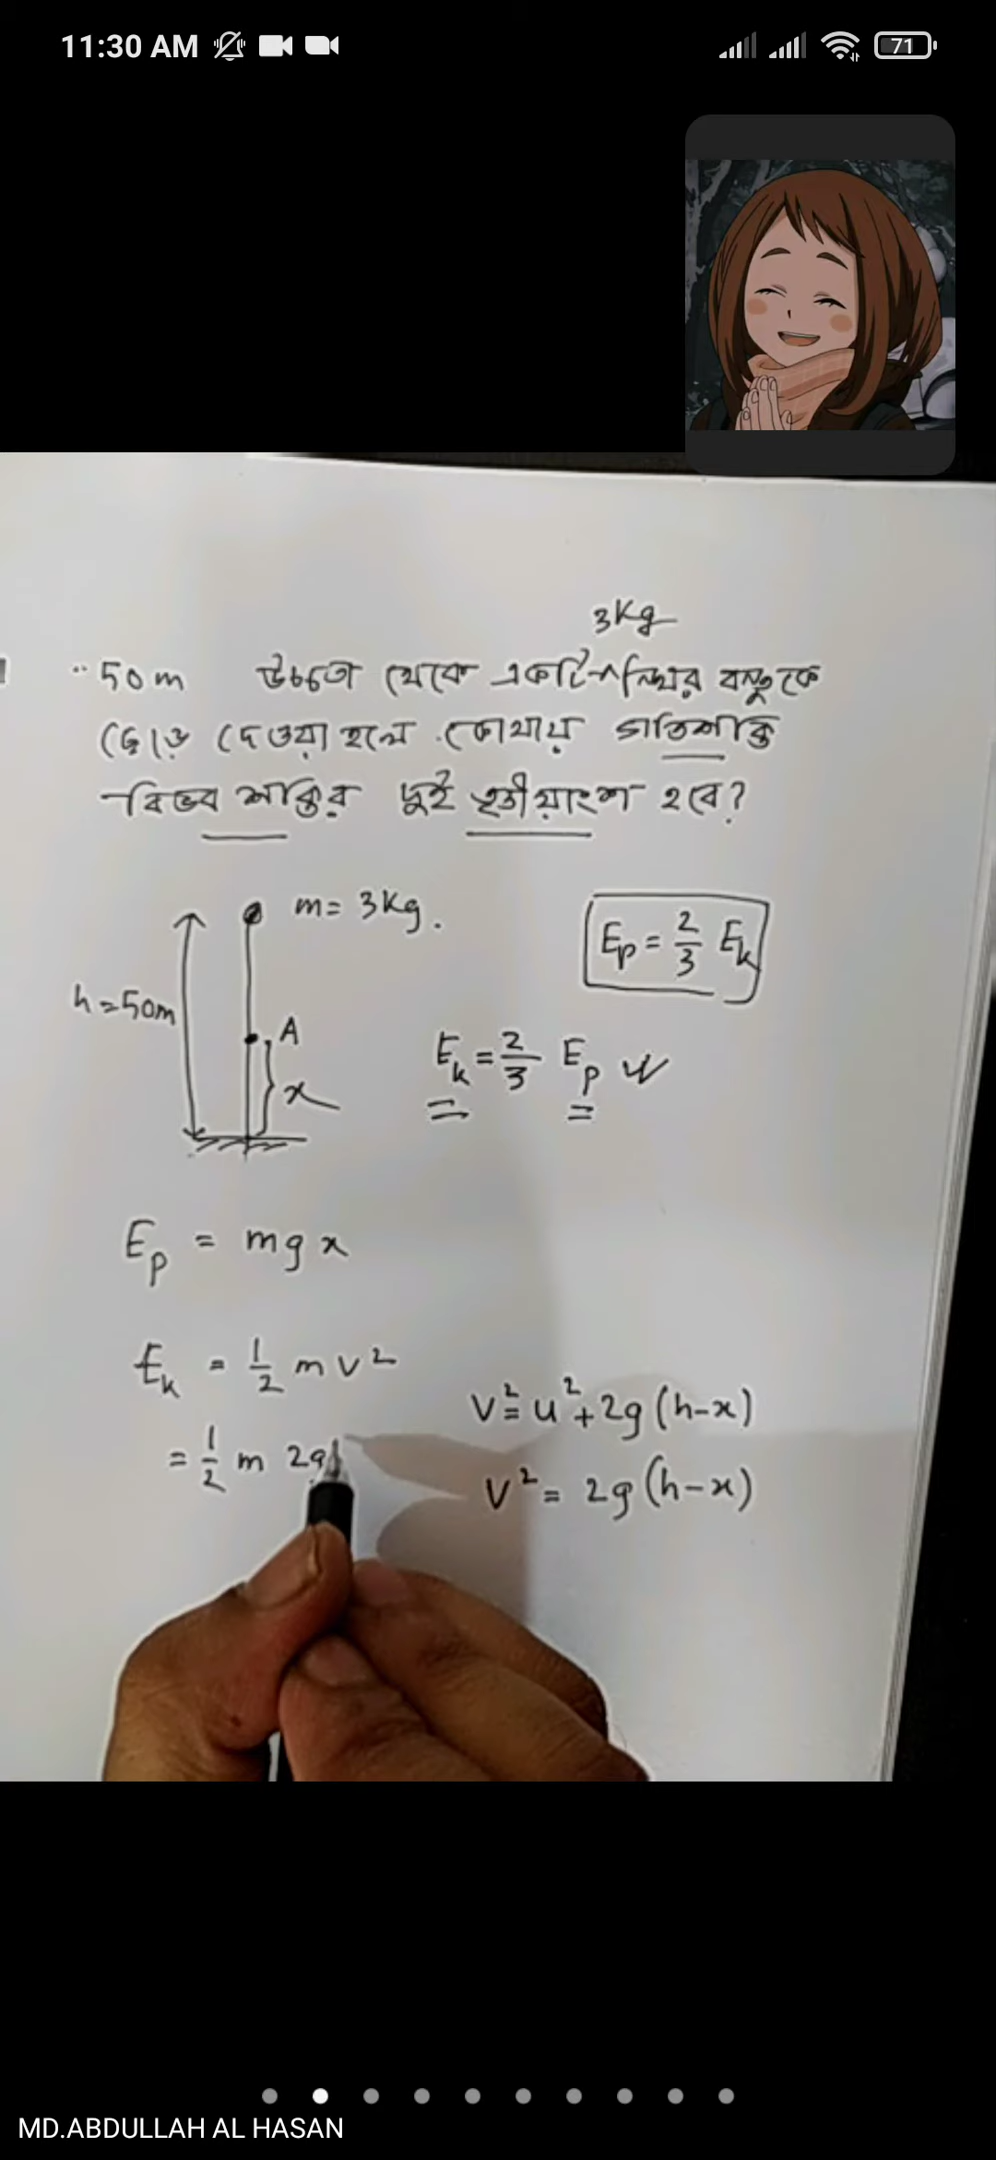 11:30 AM
71
3Kg
50 m উচ্চতা থেকে একটি স্থির বস্তুকে
ছেড়ে দেওয়া হলে কোথায় গতিশক্তি
বিভব শক্তির দুই তৃতীয়াংশ হবে?
m= 3Kg.
Ep = 2/3 Ek
h=50m
A
x
Ek = 2/3 Ep
Ep = mgx
Ek = 1/2 mv²
v² = u² + 2g (h-x)
= 1/2 m 2g
v² = 2g (h-x)
MD.ABDULLAH AL HASAN